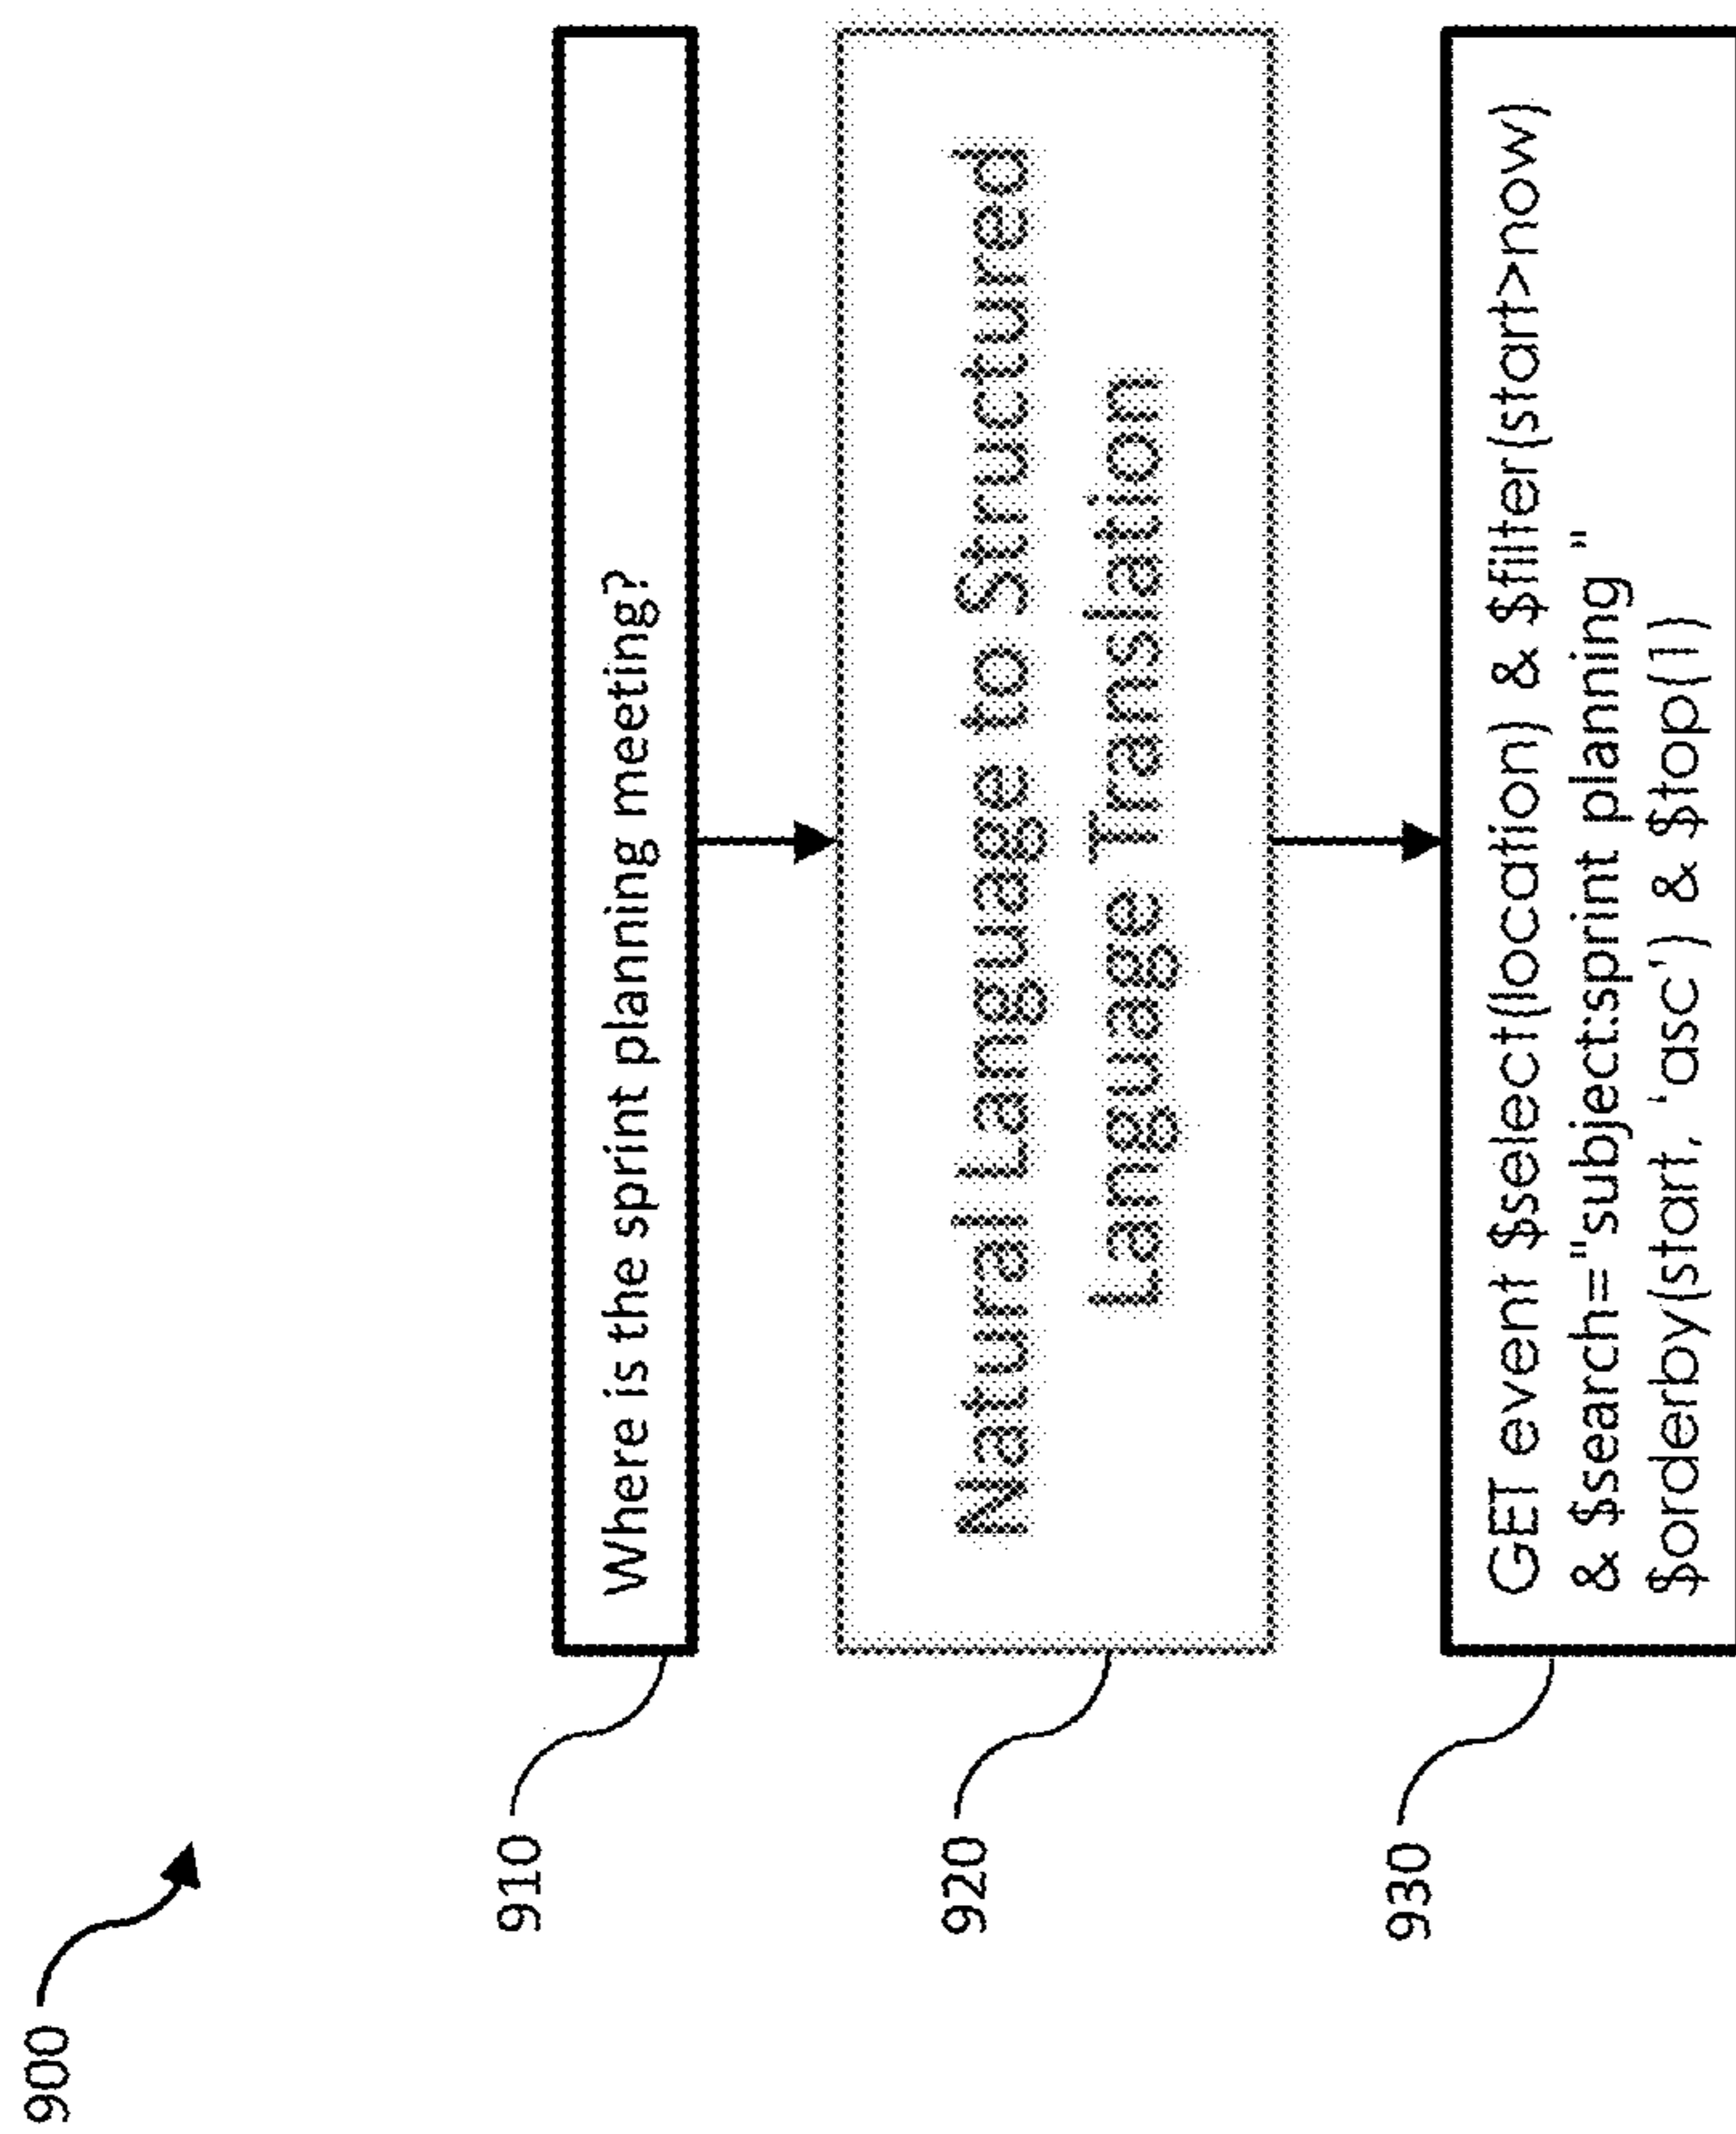 900
910
Where is the sprint planning meeting?
920
Natural Language to Structured
Language Translation
930
GET event $select(location) & $filter(start>now)
& $search="subject:sprint planning "
$orderby(start, 'asc') & $top(1)